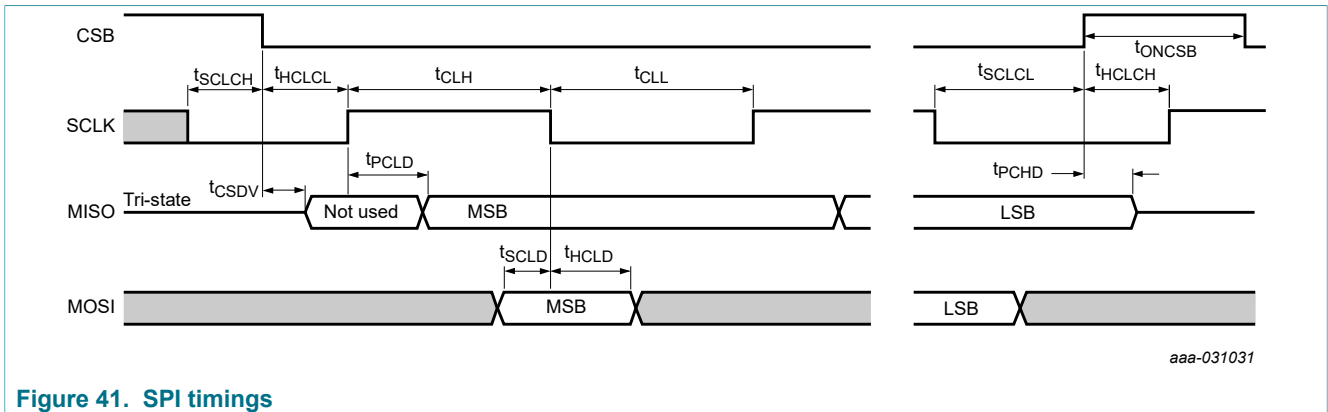 CSB
tONCSB
tSCLCH
tHCLCL
tCLH
tCLL
tSCLCL
tHCLCH
SCLK
tPCLD
tPCHD
tCSDV
MISO
Tri-state
Not used
MSB
LSB
tSCLD
tHCLD
MOSI
MSB
LSB
aaa-031031
Figure 41. SPI timings